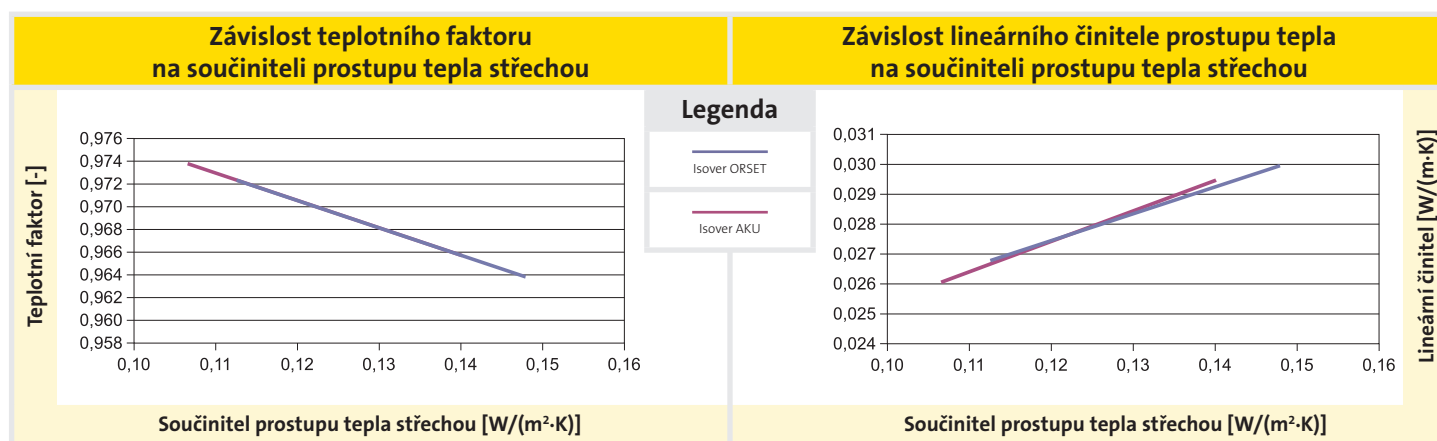 Závislost teplotního faktoru
na součiniteli prostupu tepla střechou
Závislost lineárního činitele prostupu tepla
na součiniteli prostupu tepla střechou
Teplotní faktor [-]
0,976
0,974
0,972
0,970
0,968
0,966
0,964
0,962
0,960
0,958
0,10 0,11 0,12 0,13 0,14 0,15 0,16
Součinitel prostupu tepla střechou [W/(m²·K)]
Legenda
Isover ORSET
Isover AKU
0,031
0,030
0,029
0,028
0,027
0,026
0,025
0,024
0,10 0,11 0,12 0,13 0,14 0,15 0,16
Lineární činitel [W/(m·K)]
Součinitel prostupu tepla střechou [W/(m²·K)]